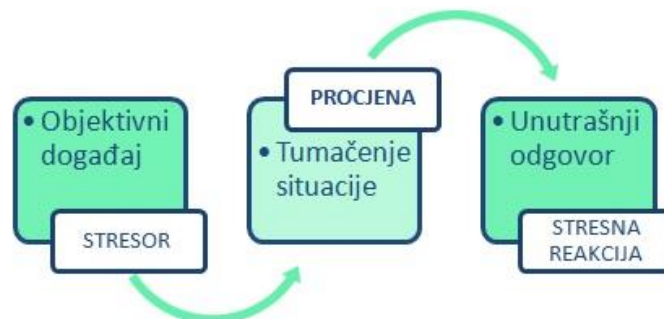 • Objektivni
događaj
STRESOR
PROCJENA
• Tumačenje
situacije
• Unutrašnji
odgovor
STRESNA
REAKCIJA